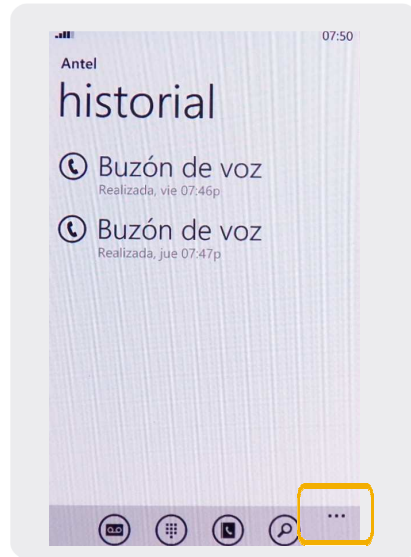 07:50
Antel
historial
Buzón de voz
Realizada, vie 07:46p
Buzón de voz
Realizada, jue 07:47p
...